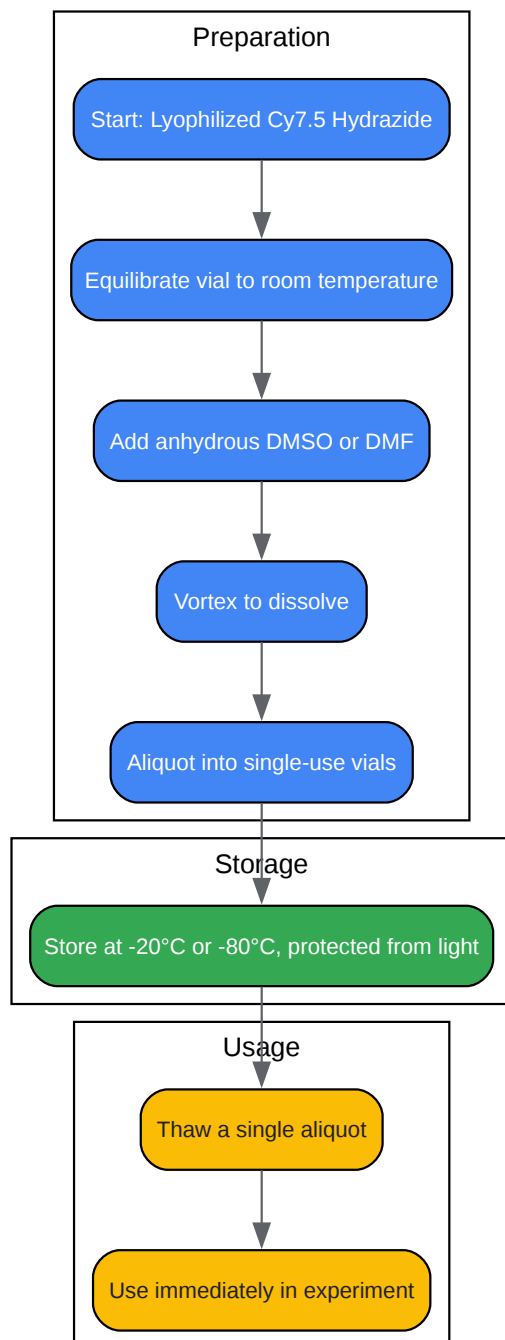 Preparation
Start: Lyophilized Cy7.5 Hydrazide
Equilibrate vial to room temperature
Add anhydrous DMSO or DMF
Vortex to dissolve
Aliquot into single-use vials
Storage
Store at -20°C or -80°C, protected from light
Usage
Thaw a single aliquot
Use immediately in experiment